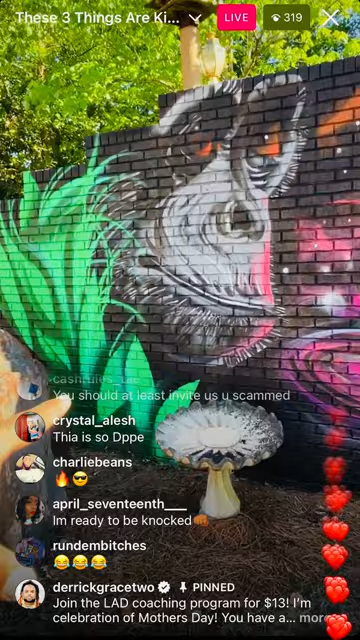 These 3 Things Are Ki...
LIVE
319
You should at least invite us u scammed
crystal_alesh
Thia is so Dppe
charliebeans
🔥😎
april_seventeenth___
Im ready to be knocked👊🏾
rundembitches
😂😂😂
derrickgracetwo PINNED
Join the LAD coaching program for $13! I'm
celebration of Mothers Day! You have a... more